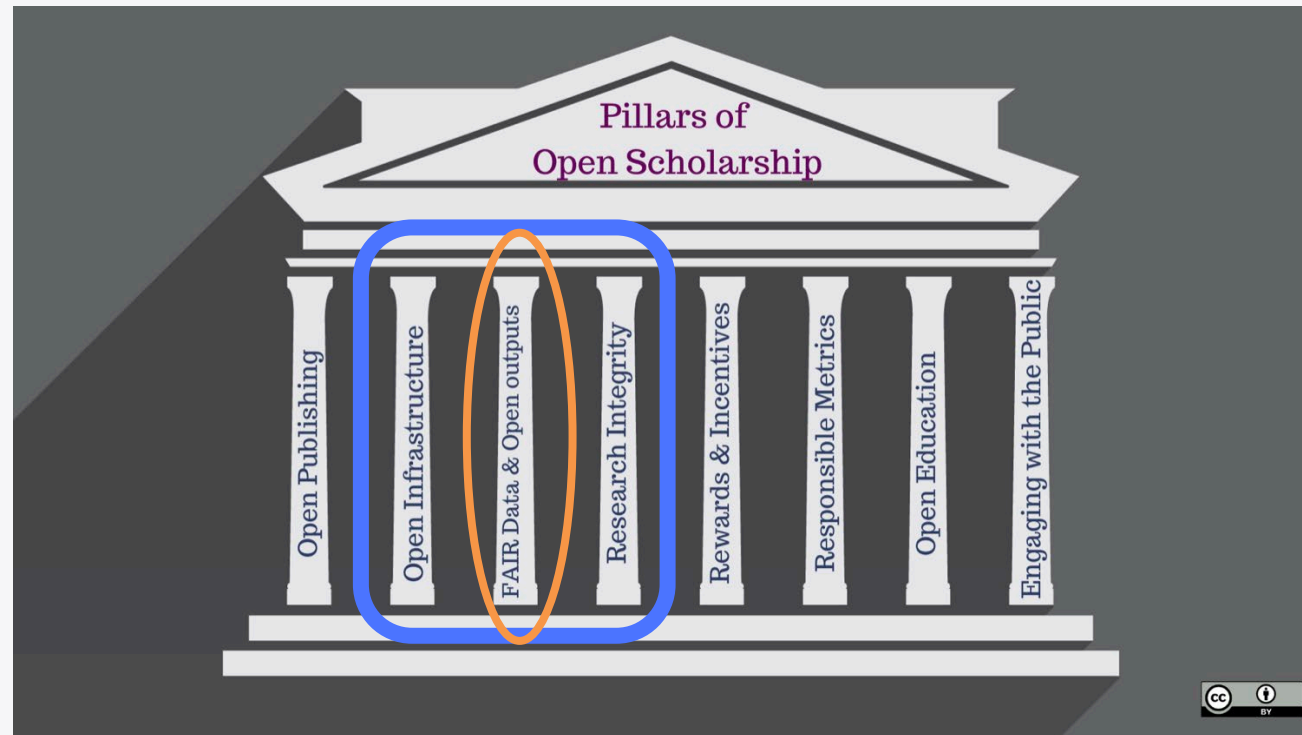 Pillars of
Open Scholarship
Open Publishing
Open Infrastructure
FAIR Data & Open outputs
Research Integrity
Rewards & Incentives
Responsible Metrics
Open Education
Engaging with the Public
cc
BY